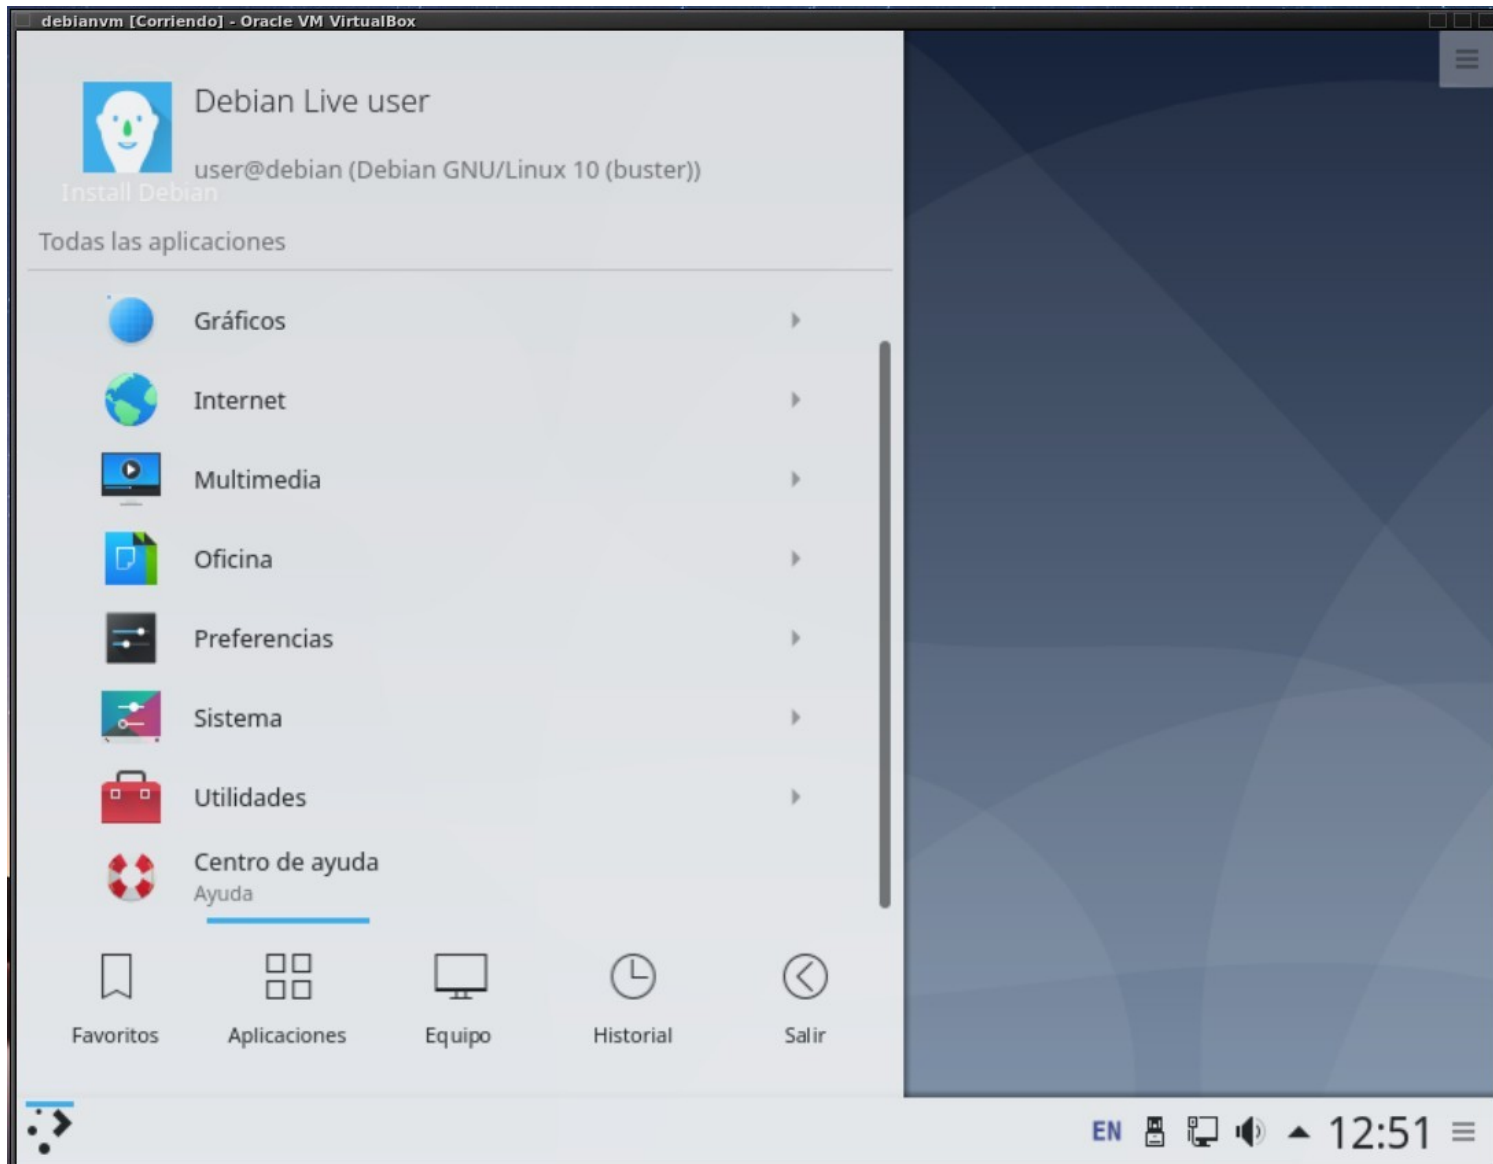 debianvm [Corriendo] - Oracle VM VirtualBox
Debian Live user
user@debian (Debian GNU/Linux 10 (buster))
Install Debian
Todas las aplicaciones
Gráficos
Internet
Multimedia
Oficina
Preferencias
Sistema
Utilidades
Centro de ayuda
Ayuda
Favoritos
Aplicaciones
Equipo
Historial
Salir
EN
12:51